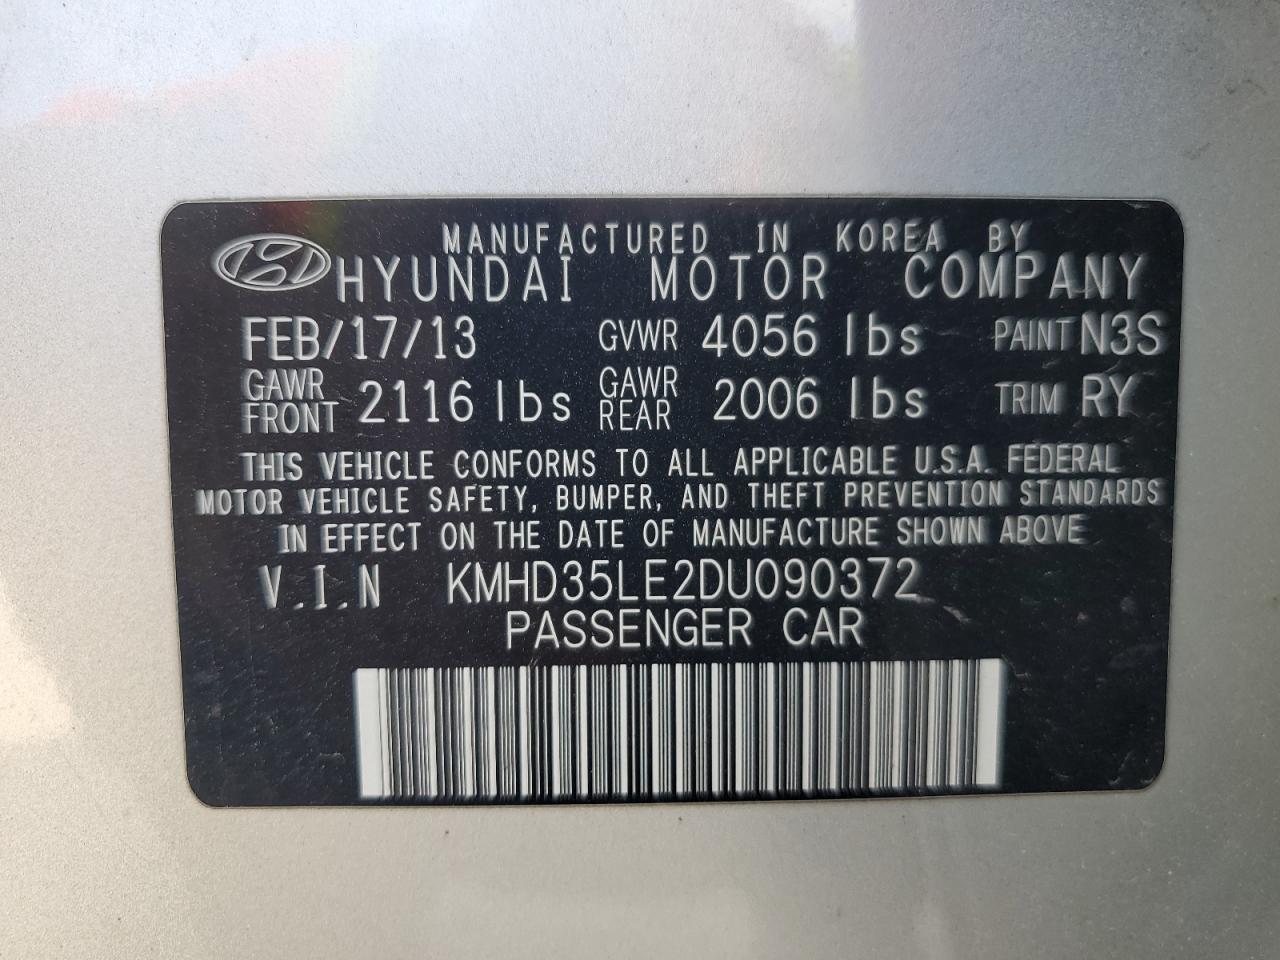 MANUFACTURED IN KOREA BY
HYUNDAI MOTOR COMPANY
FEB/17/13 GVWR 4056 lbs PAINT N3S
GAWR FRONT 2116 lbs GAWR REAR 2006 lbs TRIM RY
THIS VEHICLE CONFORMS TO ALL APPLICABLE U.S.A. FEDERAL
MOTOR VEHICLE SAFETY, BUMPER, AND THEFT PREVENTION STANDARDS
IN EFFECT ON THE DATE OF MANUFACTURE SHOWN ABOVE
V.I.N KMHD35LE2DU090372
PASSENGER CAR